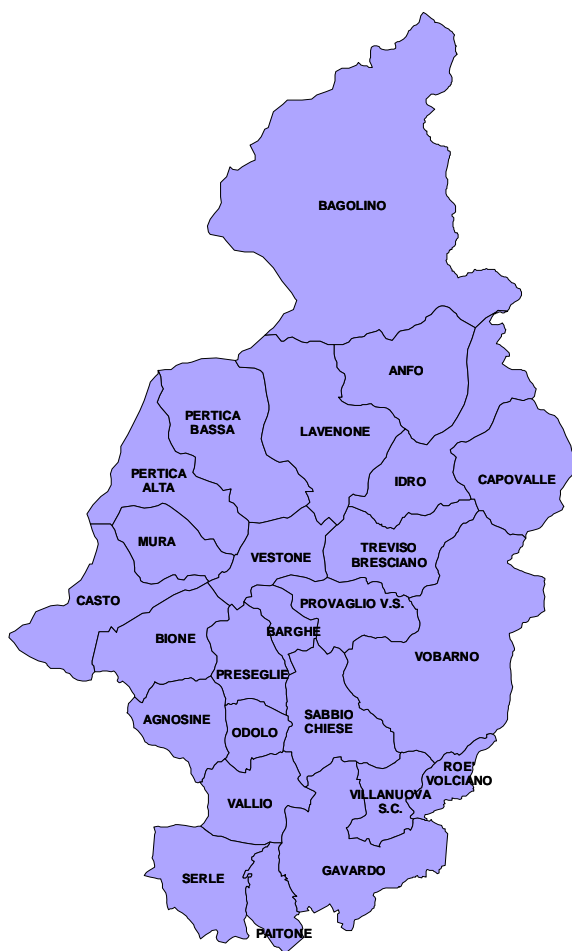 BAGOLINO
ANFO
PERTICA
BASSA
LAVENONE
PERTICA
ALTA
IDRO
CAPOVALLE
MURA
VESTONE
TREVISO
BRESCIANO
CASTO
PROVAGLIO V.S.
BARGHE
BIONE
VOBARNO
PRESEGLIE
AGNOSINE
SABBIO
CHIESE
ODOLO
ROE'
VOLCIANO
VILLANUOVA
S.C.
VALLIO
GAVARDO
SERLE
PAITONE